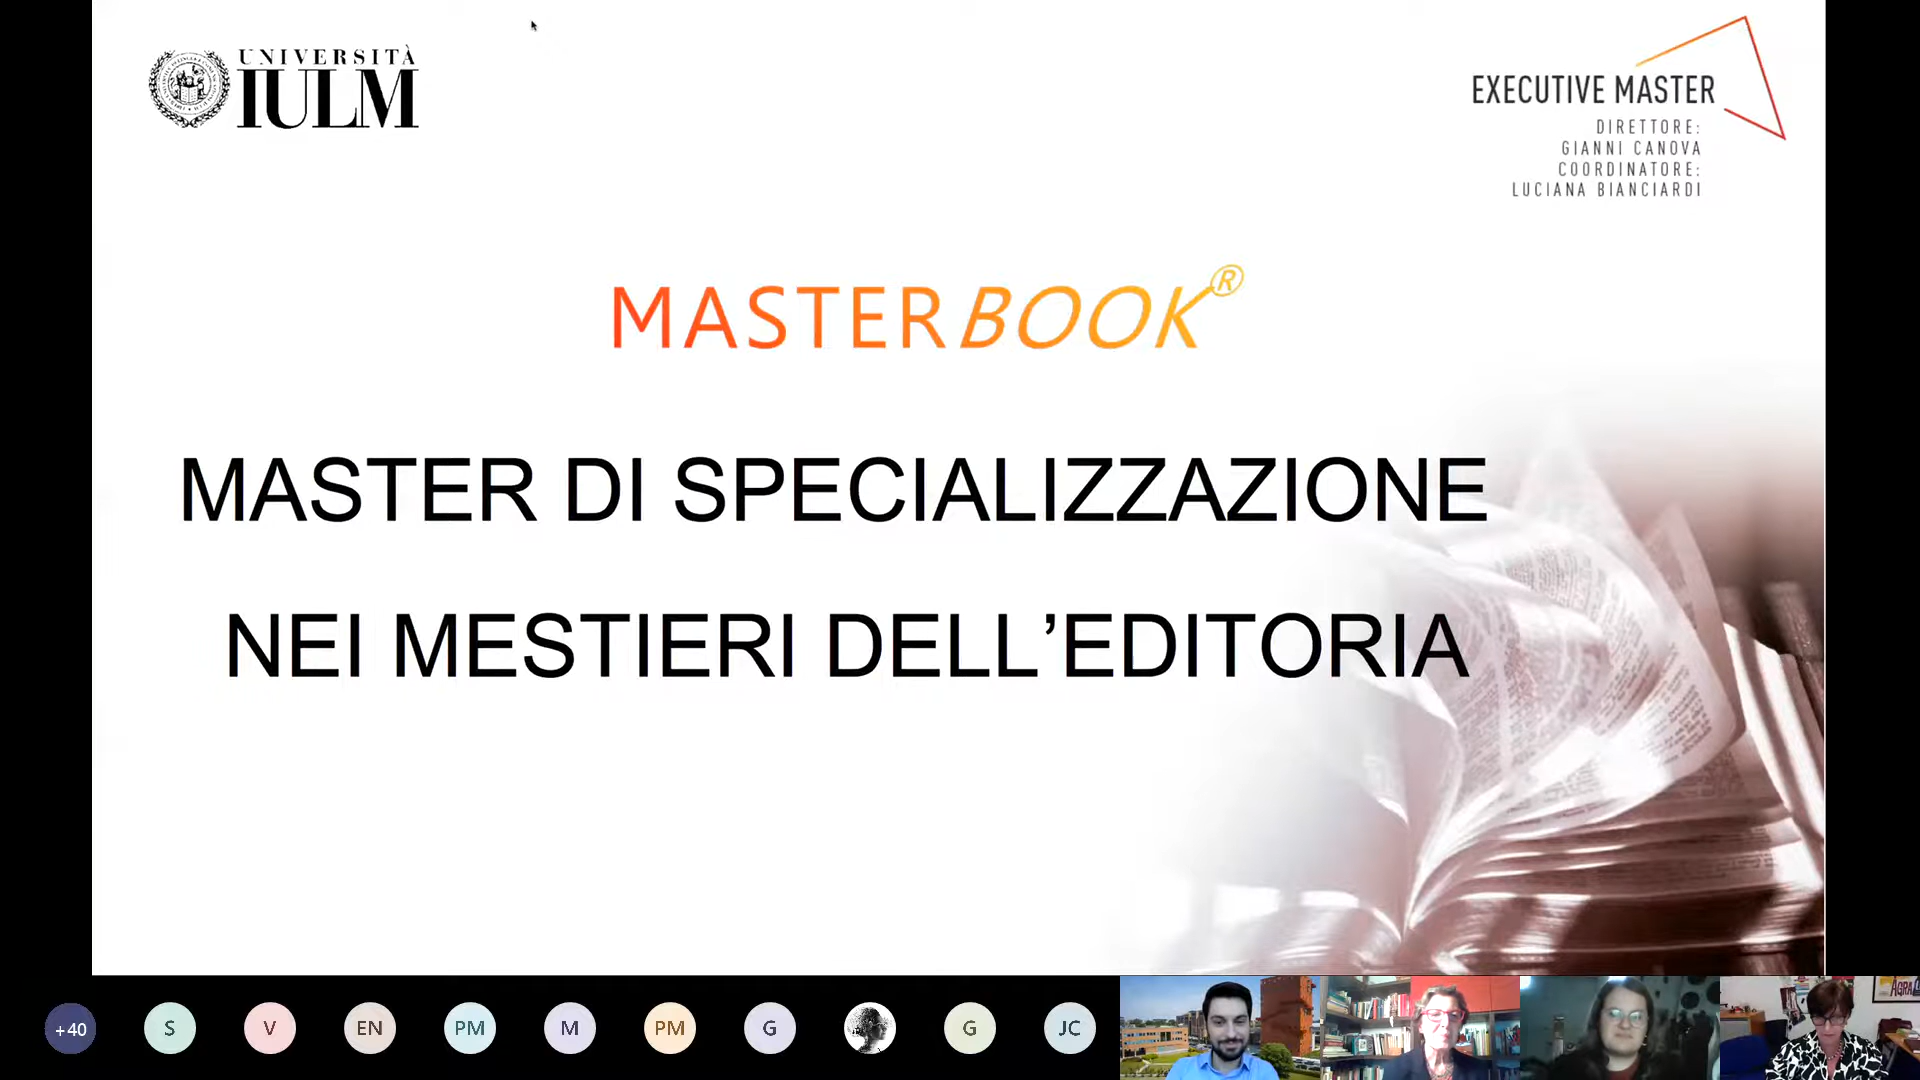 UNIVERSITÀ
IULM
EXECUTIVE MASTER
DIRETTORE:
GIANNI CANOVA
COORDINATORE:
LUCIANA BIANCIARDI
MASTERBOOK®
MASTER DI SPECIALIZZAZIONE
NEI MESTIERI DELL’EDITORIA
+40
S
V
EN
PM
M
PM
G
G
JC
AGRA